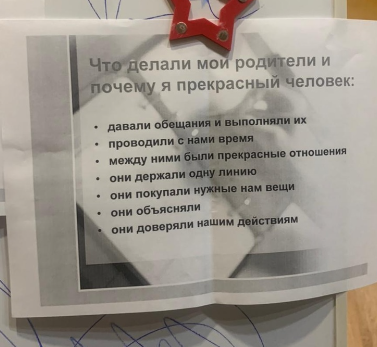 Что делали мои родители и
почему я прекрасный человек:
• давали обещания и выполняли их
• проводили с нами время
• между ними были прекрасные отношения
• они держали одну линию
• они покупали нужные нам вещи
• они объясняли
• они доверяли нашим действиям